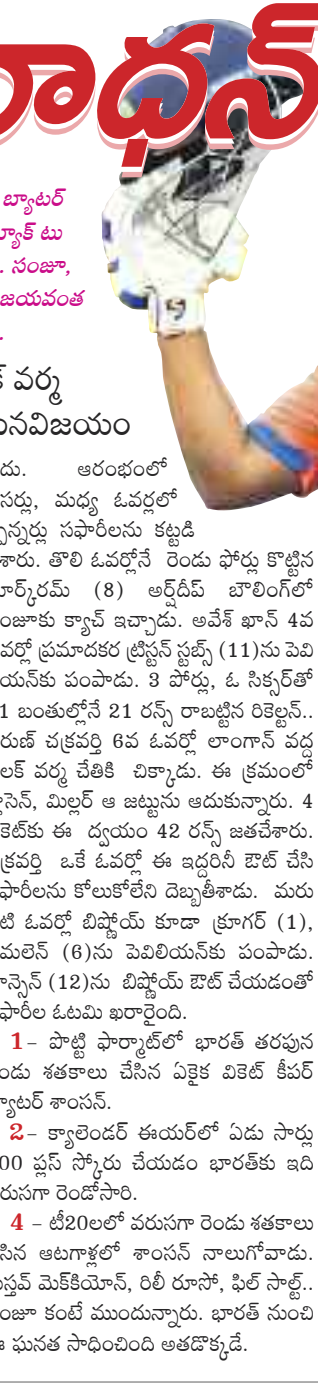 రాథన్
బ్యాటర్
బ్యాక్ టు
.. సంజూ,
జయవంత
వర్మ
ఘనవిజయం
దు. ఆరంభంలో
సర్లు, మధ్య ఓవర్లలో
న్నర్లు సఫారీలను కట్టడి
శారు. తొలి ఓవర్లోనే రెండు ఫోర్లు కొట్టిన
మార్క్‌రమ్ (8) అర్ష్‌దీప్ బౌలింగ్‌లో
సంజూకు క్యాచ్ ఇచ్చాడు. అవేశ్ ఖాన్ 4వ
ఓవర్లో ప్రమాదకర ట్రిస్టన్ స్టబ్స్ (11)ను పెవి
యన్‌కు పంపాడు. 3 పోర్లు, ఓ సిక్సర్‌తో
1 బంతుల్లోనే 21 రన్స్ రాబట్టిన రికెల్టన్..
రుణ్ చక్రవర్తి 6వ ఓవర్లో లాంగాన్ వద్ద
లక్ వర్మ చేతికి చిక్కాడు. ఈ క్రమంలో
క్లాసెన్, మిల్లర్ ఆ జట్టును ఆదుకున్నారు. 4
కెట్‌కు ఈ ద్వయం 42 రన్స్ జతచేశారు.
క్రవర్తి ఒకే ఓవర్లో ఈ ఇద్దరినీ ఔట్ చేసి
ఫారీలను కోలుకోలేని దెబ్బతీశాడు. మరు
టి ఓవర్లో బిష్ణోయ్ కూడా క్రూగర్ (1),
మలెన్ (6)ను పెవిలియన్‌కు పంపాడు.
ాన్సెన్ (12)ను బిష్ణోయ్ ఔట్ చేయడంతో
ఫారీల ఓటమి ఖరారైంది.
1– పొట్టి ఫార్మాట్‌లో భారత్ తరపున
ండు శతకాలు చేసిన ఏకైక వికెట్ కీపర్
బ్యాటర్ శాంసన్.
2– క్యాలెండర్ ఈయర్‌లో ఏడు సార్లు
00 ప్లస్ స్కోరు చేయడం భారత్‌కు ఇది
రుసగా రెండోసారి.
4 – టీ20లలో వరుసగా రెండు శతకాలు
సిన ఆటగాళ్లలో శాంసన్ నాలుగోవాడు.
స్తవ్ మెక్‌కియోన్, రిలీ రూసో, ఫిల్ సాల్ట్..
ంజూ కంటే ముందున్నారు. భారత్ నుంచి
ఈ ఘనత సాధించింది అతడొక్కడే.